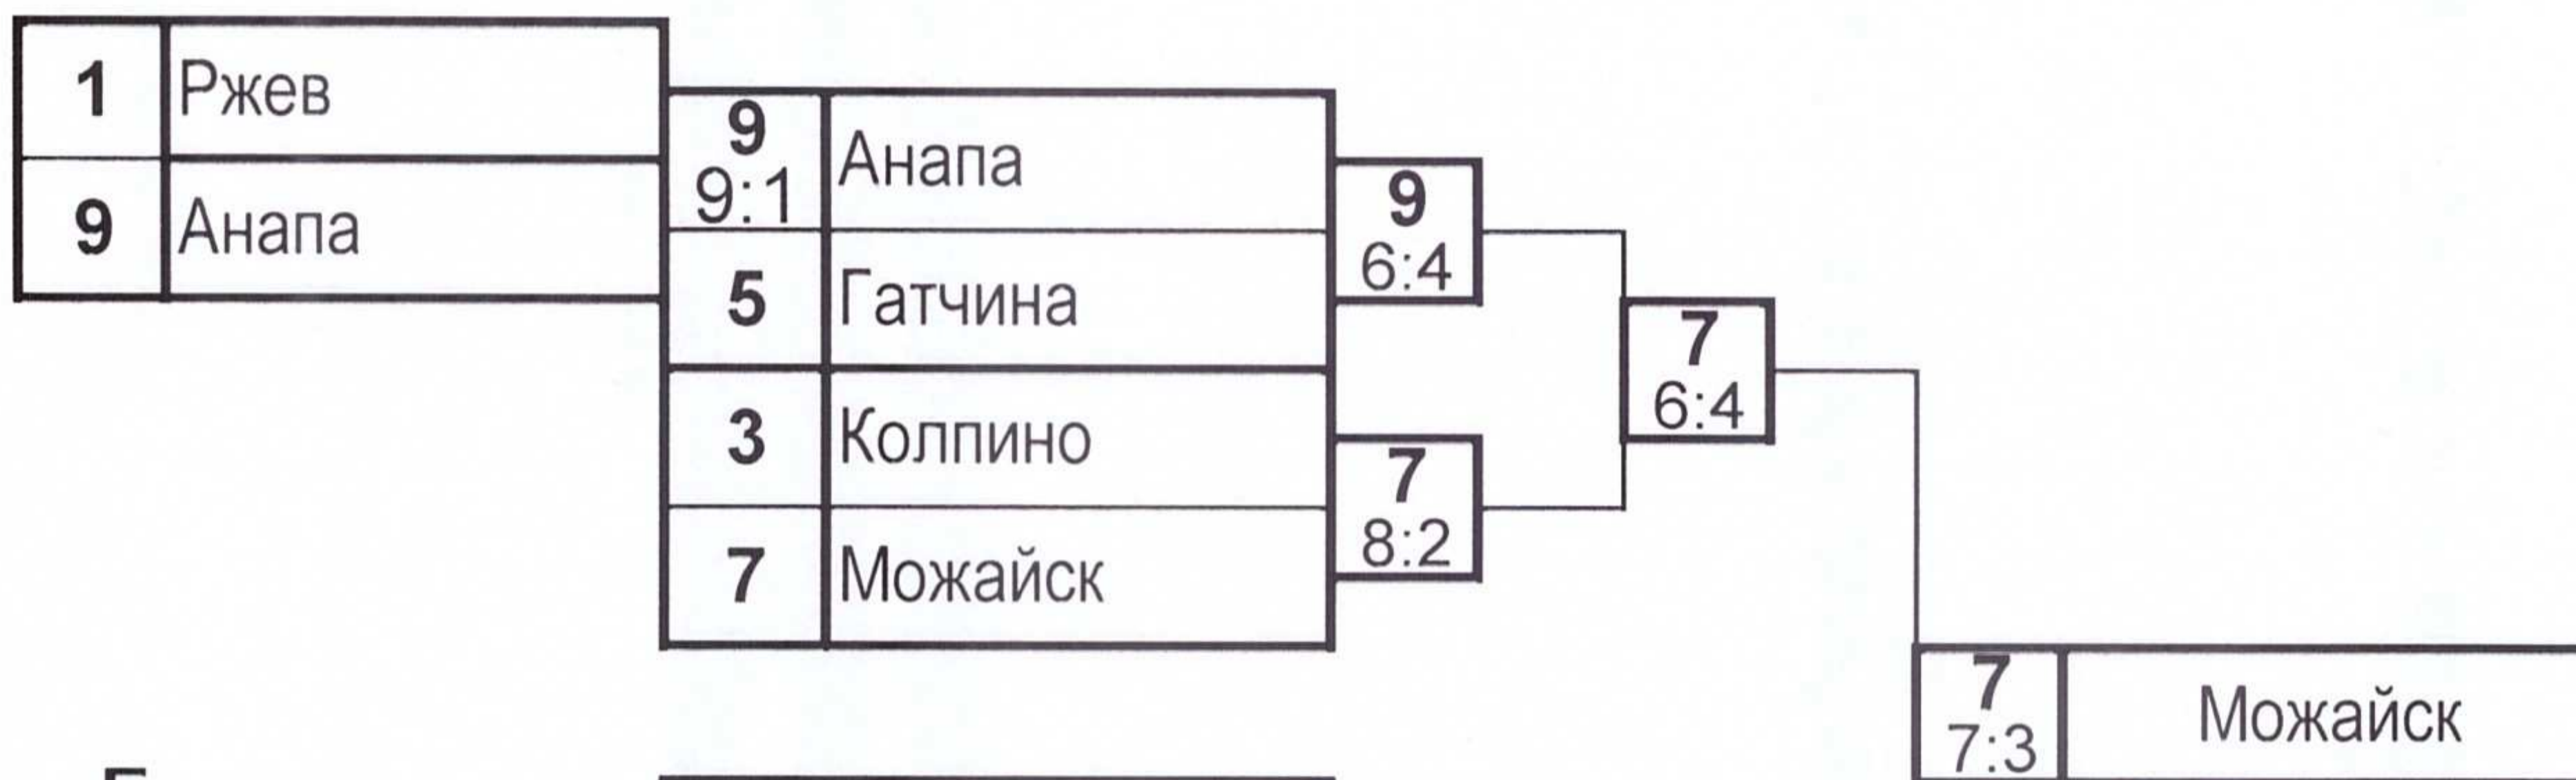 1 Ржев
9 Анапа
9
9:1 Анапа
5 Гатчина
3 Колпино
7 Можайск
9
6:4
7
8:2
7
6:4
7
7:3 Можайск